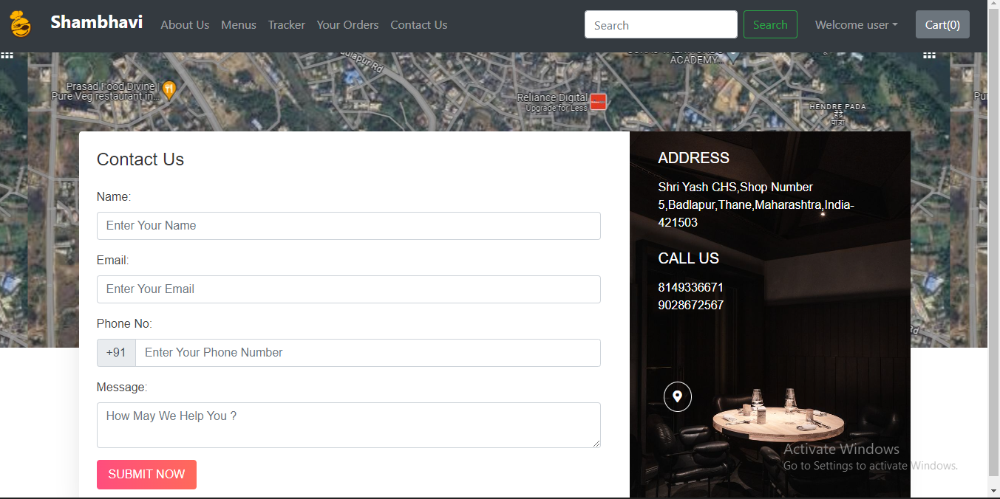 Shambhavi
About Us
Menus
Tracker
Your Orders
Contact Us
Search
Search
Welcome user
Cart(0)
ACADEMY...
Prasad Food Divine |
Pure Veg restaurant in...
Reliance Digital
Upgrade for Less
HENDRE PADA
Contact Us
Name:
Enter Your Name
Email:
Enter Your Email
Phone No:
+91
Enter Your Phone Number
Message:
How May We Help You ?
SUBMIT NOW
ADDRESS
Shri Yash CHS,Shop Number
5,Badlapur,Thane,Maharashtra,India-
421503
CALL US
8149336671
9028672567
Rd
Activate Windows
Go to Settings to activate Windows.